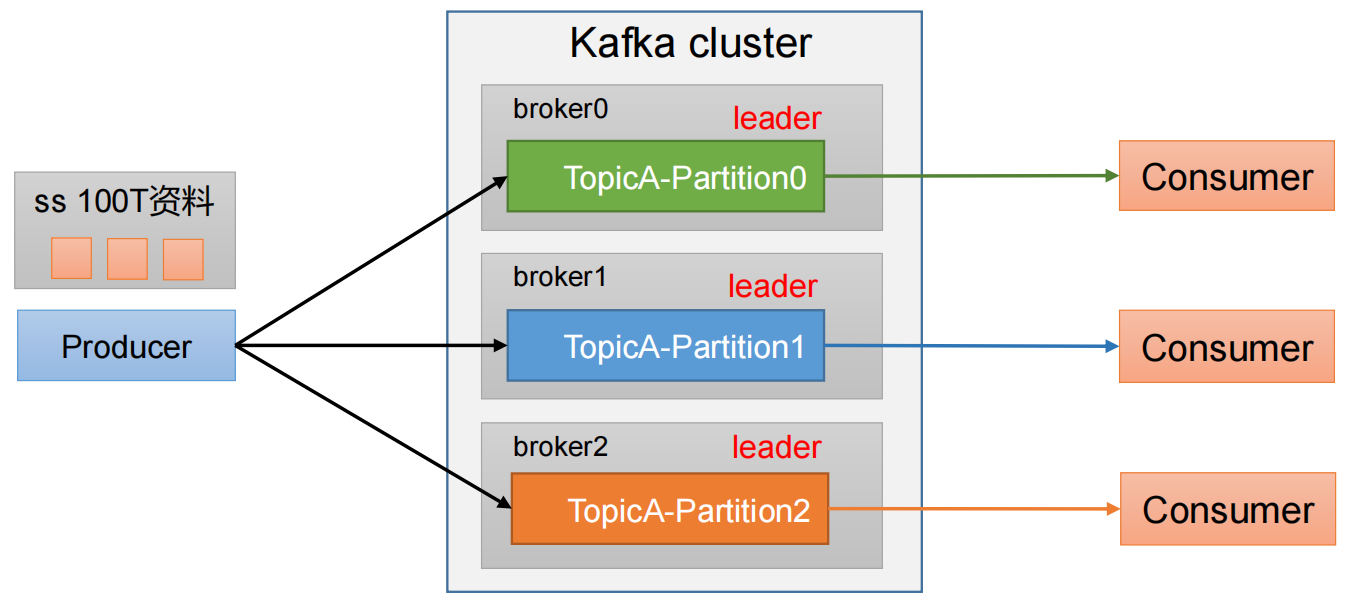 Kafka cluster
broker0
leader
TopicA-Partition0
Consumer
ss 100T资料
Producer
broker1
leader
TopicA-Partition1
Consumer
broker2
leader
TopicA-Partition2
Consumer